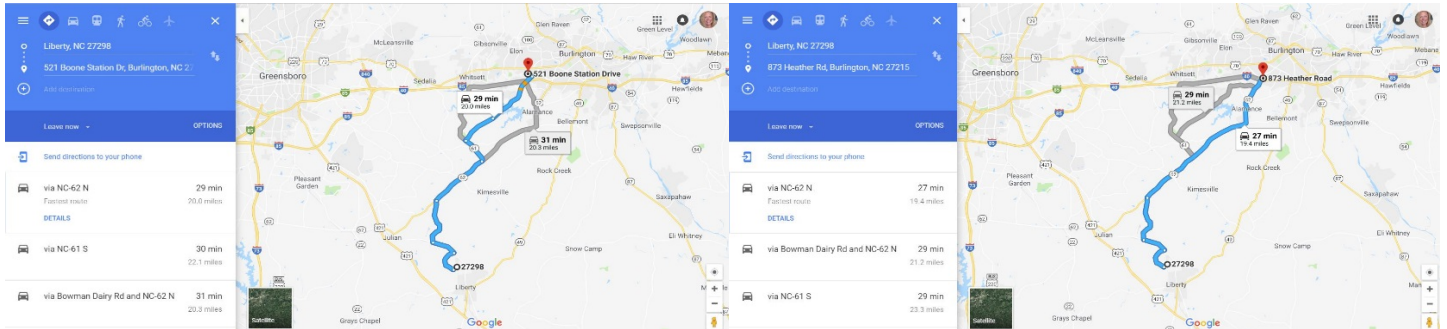 Liberty, NC 27298
521 Boone Station Dr, Burlington, NC 27
Add destination
Leave now
OPTIONS
Send directions to your phone
via NC-62 N 29 min
Fastest route 20.0 miles
DETAILS
via NC-61 S 30 min
22.1 miles
via Bowman Dairy Rd and NC-62 N 31 min
20.3 miles
Glen Raven
Green Level
Woodlawn
McLeansville
Gibsonville
Elon
Burlington
Haw River
Mebane
Greensboro
Sedalia
Whitsett
521 Boone Station Drive
Hawfields
29 min
20.0 miles
Alamance
Bellemont
Swepsonville
31 min
20.3 miles
Rock Creek
Pleasant
Garden
Kimesville
Saxapahaw
Julian
Eli Whitney
Snow Camp
27298
Liberty
Satellite
Grays Chapel
Google
Liberty, NC 27298
873 Heather Rd, Burlington, NC 27215
Add destination
Leave now
OPTIONS
Send directions to your phone
via NC-62 N 27 min
Fastest route 19.4 miles
DETAILS
via Bowman Dairy Rd and NC-62 N 29 min
21.2 miles
via NC-61 S 29 min
23.3 miles
Glen Raven
Green Level
Woodlawn
McLeansville
Gibsonville
Elon
Burlington
Haw River
Mebane
Greensboro
Sedalia
Whitsett
873 Heather Road
Hawfields
29 min
21.2 miles
Alamance
Bellemont
Swepsonville
27 min
19.4 miles
Rock Creek
Pleasant
Garden
Kimesville
Saxapahaw
Julian
Eli Whitney
Snow Camp
27298
Liberty
Satellite
Grays Chapel
Google